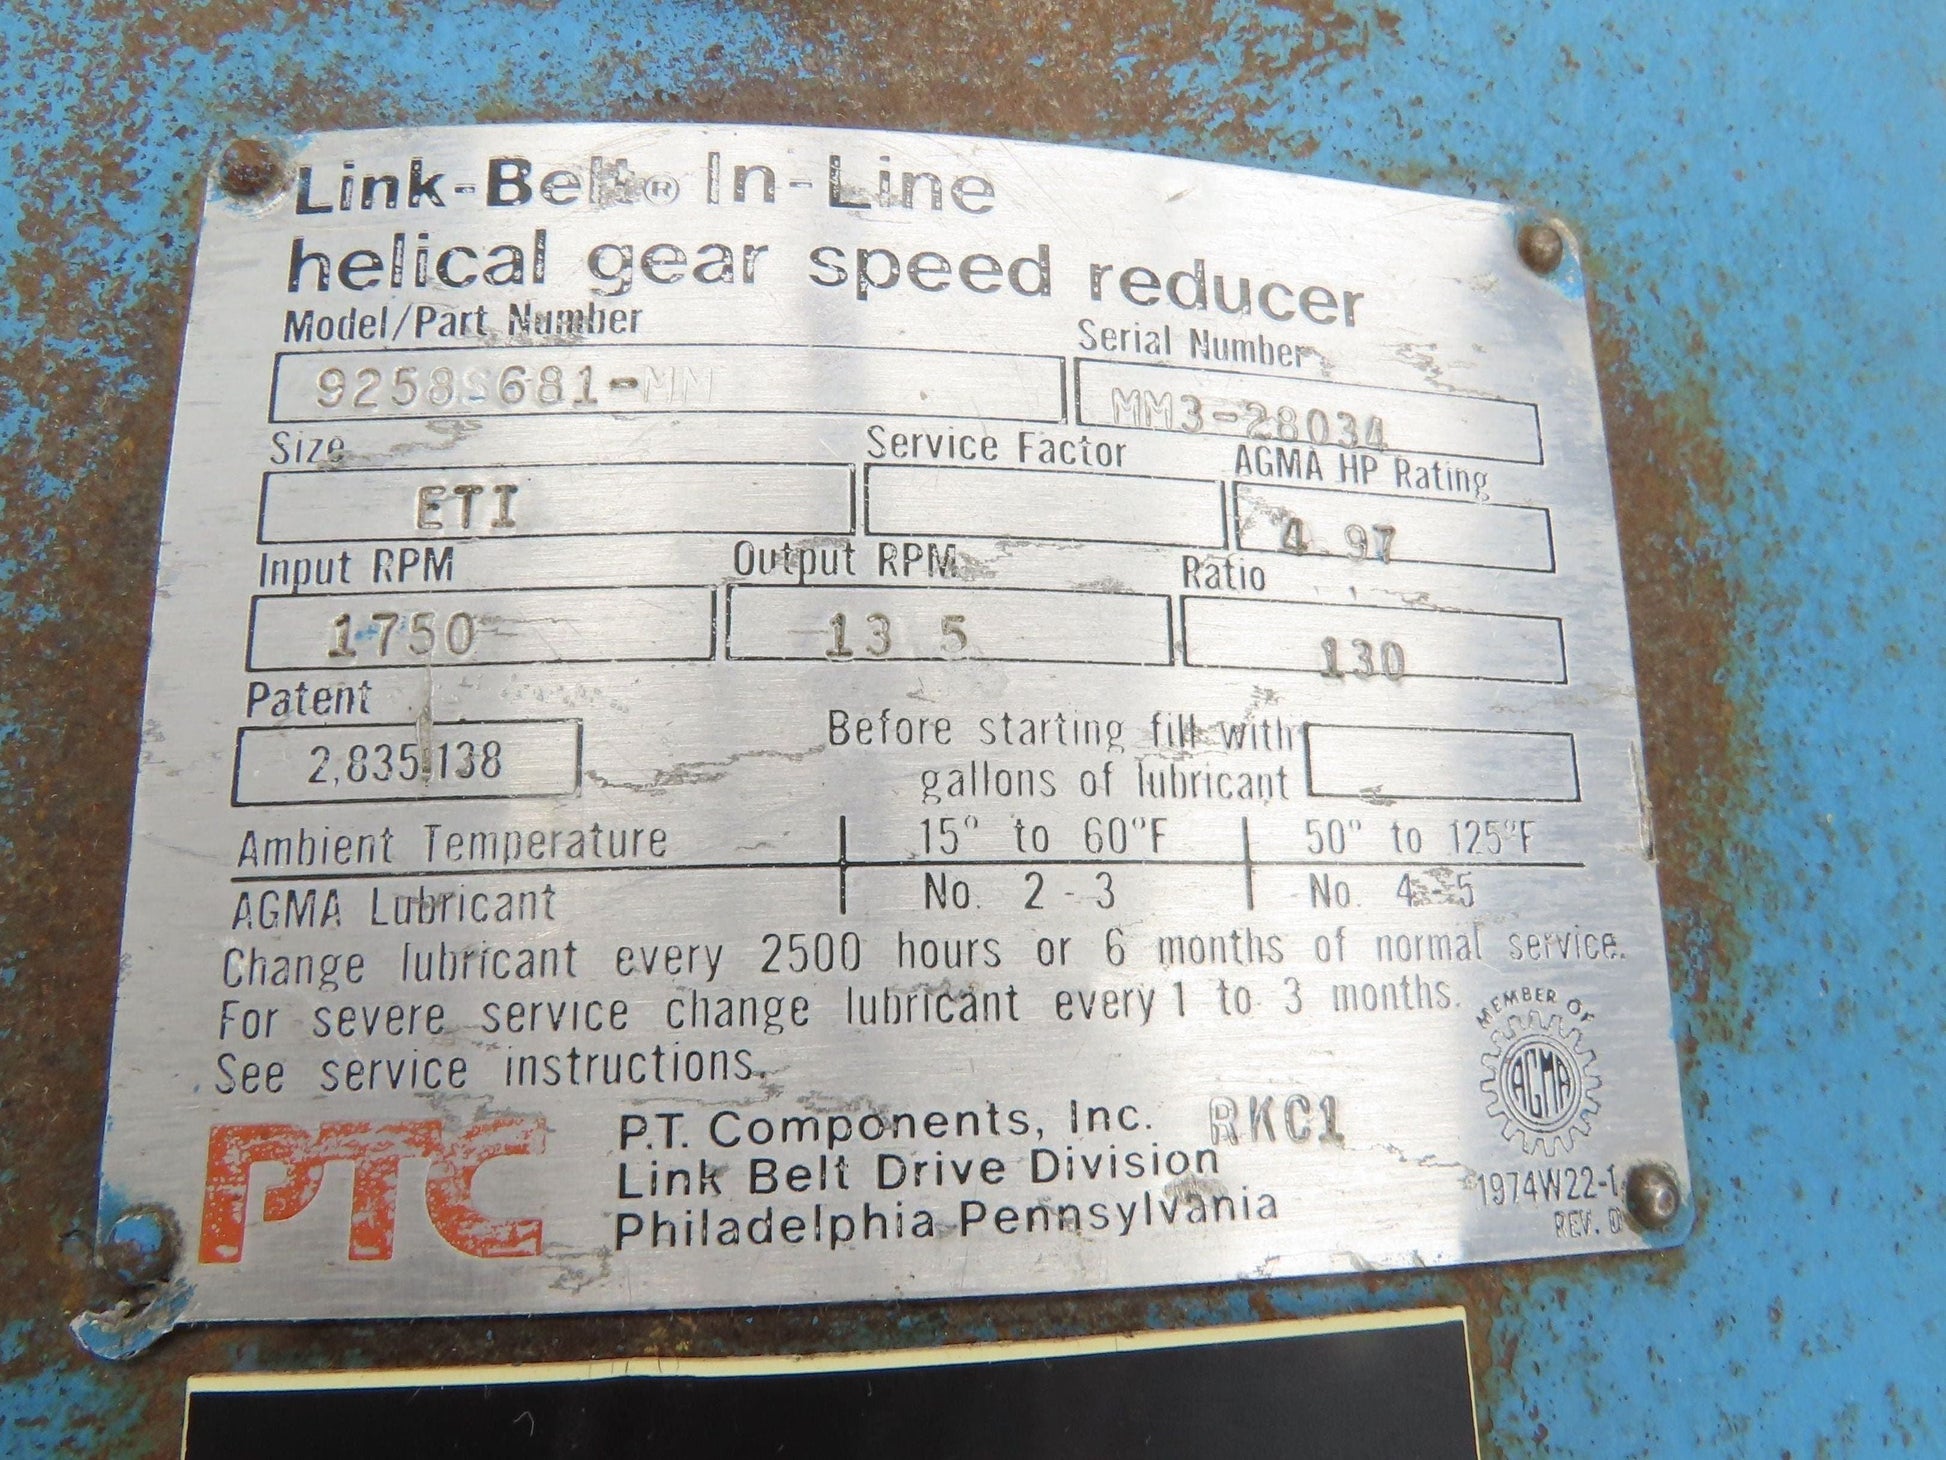 Link-Belt® In-Line
helical gear speed reducer
Model/Part Number Serial Number
9258S681-MM MM3-28034
Size Service Factor AGMA HP Rating
ETI 4.97
Input RPM Output RPM Ratio
1750 13 5 130
Patent
2,835,138
Before starting fill with
gallons of lubricant
Ambient Temperature 15° to 60°F 50° to 125°F
AGMA Lubricant No. 2-3 No. 4-5
Change lubricant every 2500 hours or 6 months of normal service.
For severe service change lubricant every 1 to 3 months.
See service instructions.
MEMBER OF
AGMA
PTC
P.T. Components, Inc. RKC1
Link Belt Drive Division
Philadelphia Pennsylvania
1974W22-1
REV. 0